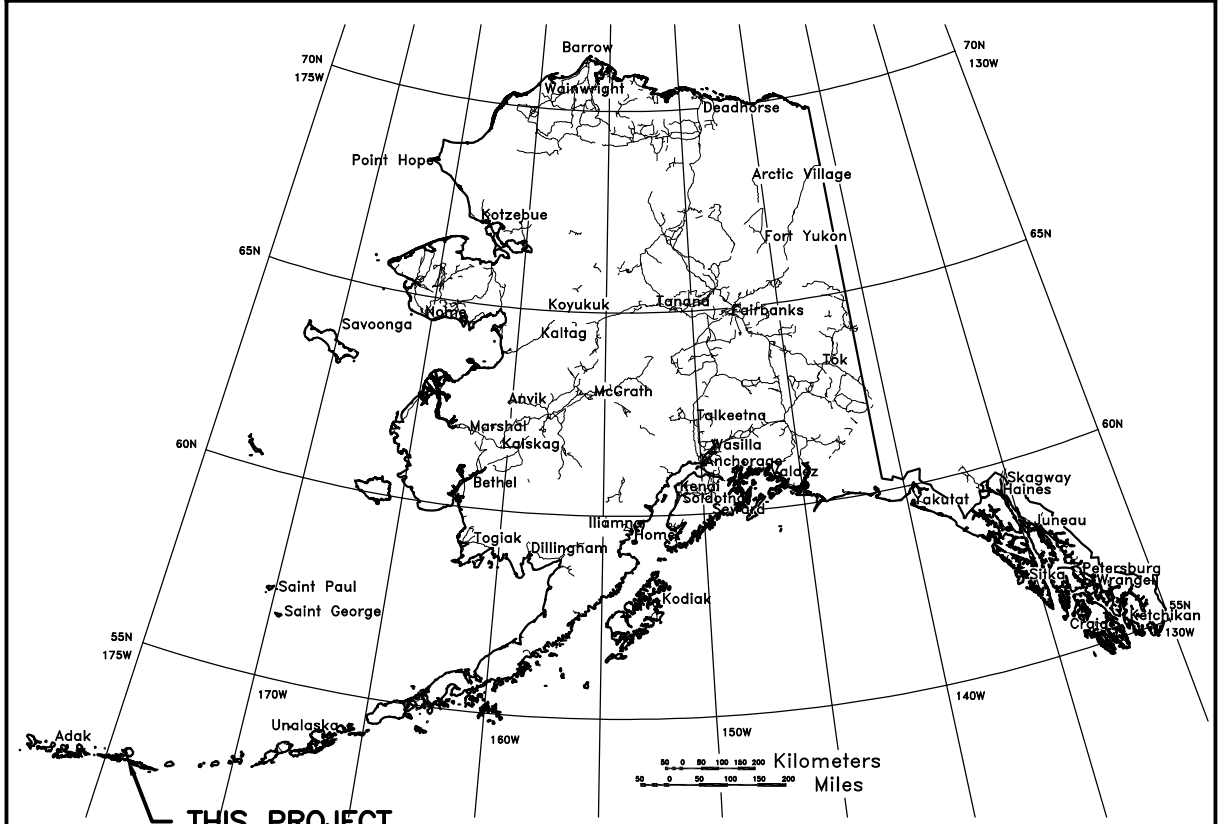 Barrow
70N
175W
70N
130W
Wainwright
Deadhorse
Point Hope
Arctic Village
Kotzebue
Fort Yukon
65N
65N
Koyukuk
Tanana
Fairbanks
Nome
Savoonga
Kaltag
Tok
McGrath
Anvik
Talkeetna
Marshal
60N
60N
Kalskag
Wasilla
Anchorage
Valdez
Bethel
Kenai
Soldotna
Seward
Skagway
Haines
Yakutat
Iliamna
Homer
Juneau
Togiak
Dillingham
Petersburg
Wrangell
Sitka
Saint Paul
Kodiak
Saint George
55N
130W
Ketchikan
Craig
55N
175W
170W
140W
Unalaska
Adak
160W
150W
50 0 50 100 150 200 Kilometers
50 0 50 100 150 200 Miles
THIS PROJECT